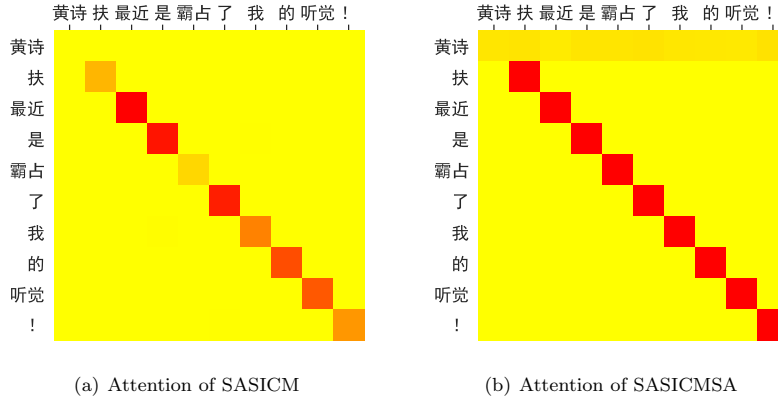 黄诗 扶 最近 是 霸占 了 我 的 听觉 !
黄诗
扶
最近
是
霸占
了
我
的
听觉
!
(a) Attention of SASICM
黄诗 扶 最近 是 霸占 了 我 的 听觉 !
黄诗
扶
最近
是
霸占
了
我
的
听觉
!
(b) Attention of SASICMSA